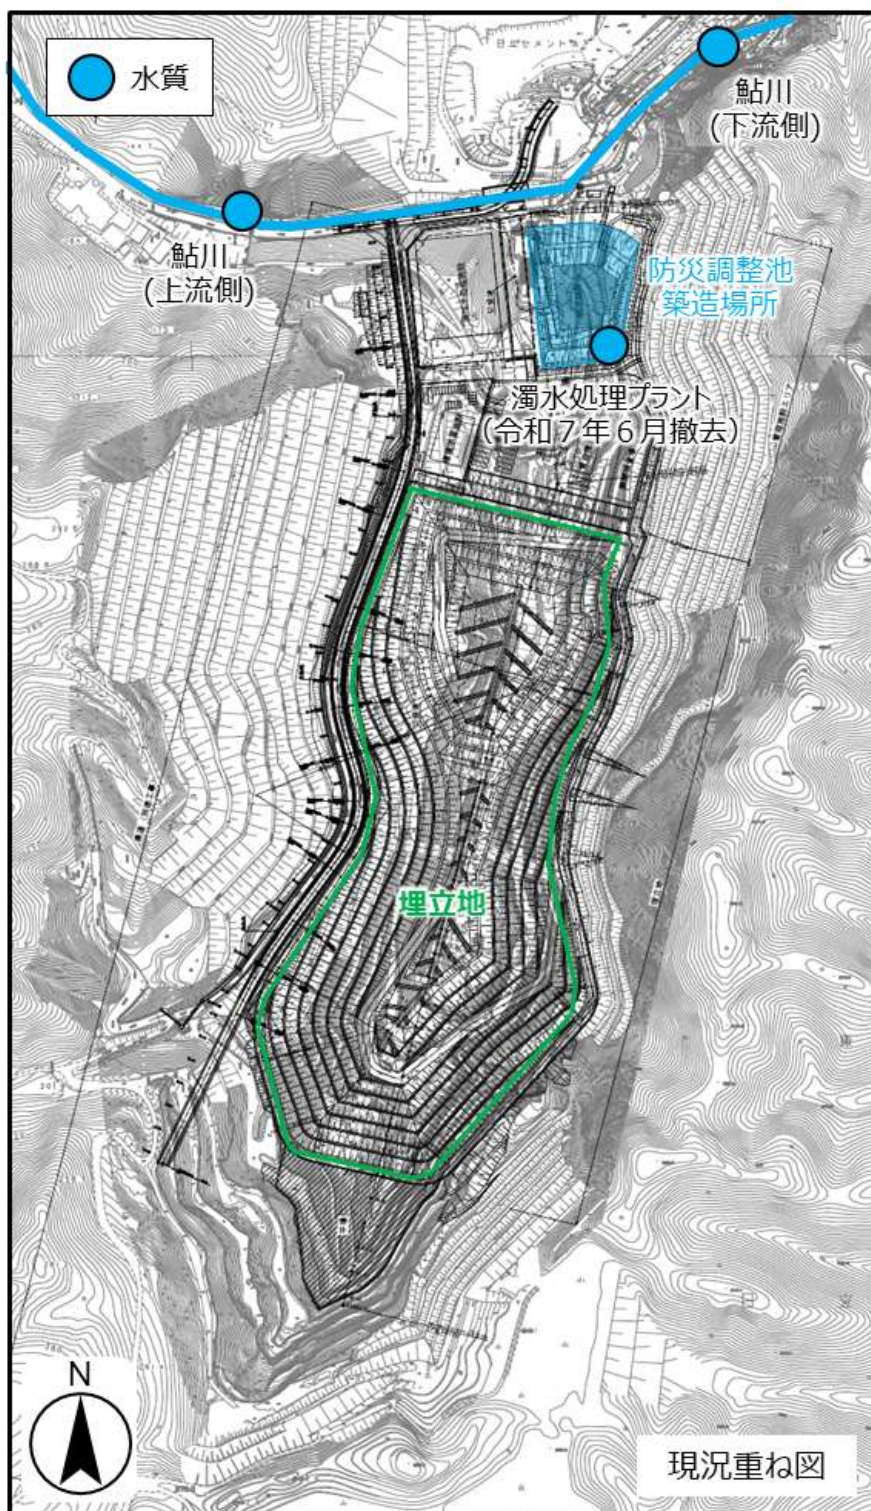 水質
鮎川
(下流側)
鮎川
(上流側)
防災調整池
築造場所
濁水処理プラント
（令和７年６月撤去）
埋立地
N
現況重ね図